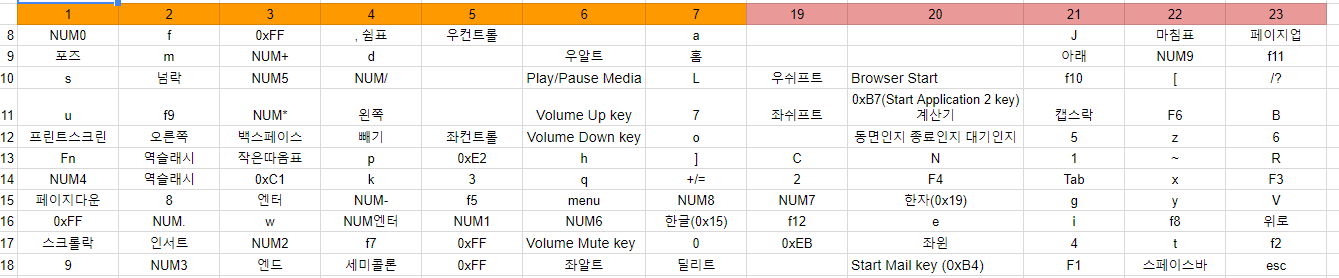 1 2 3 4 5 6 7 19 20 21 22 23
8 NUM0 f 0xFF , 쉼표 우컨트롤 a J 마침표 페이지업
9 포즈 m NUM+ d 우알트 홈 아래 NUM9 f11
10 s 넘락 NUM5 NUM/ Play/Pause Media L 우쉬프트 Browser Start f10 [ /?
0xB7(Start Application 2 key)
11 u f9 NUM* 왼쪽 Volume Up key 7 좌쉬프트 계산기 캡스락 F6 B
12 프린트스크린 오른쪽 백스페이스 빼기 좌컨트롤 Volume Down key o 동면인지 종료인지 대기인지 5 z 6
13 Fn 역슬래시 작은따옴표 p 0xE2 h ] C N 1 ~ R
14 NUM4 역슬래시 0xC1 k 3 q +/= 2 F4 Tab x F3
15 페이지다운 8 엔터 NUM- f5 menu NUM8 NUM7 한자(0x19) g y V
16 0xFF NUM. w NUM엔터 NUM1 NUM6 한글(0x15) f12 e i f8 위로
17 스크롤락 인서트 NUM2 f7 0xFF Volume Mute key 0 0xEB 좌윈 4 t f2
18 9 NUM3 엔드 세미콜론 0xFF 좌알트 딜리트 Start Mail key (0xB4) F1 스페이스바 esc